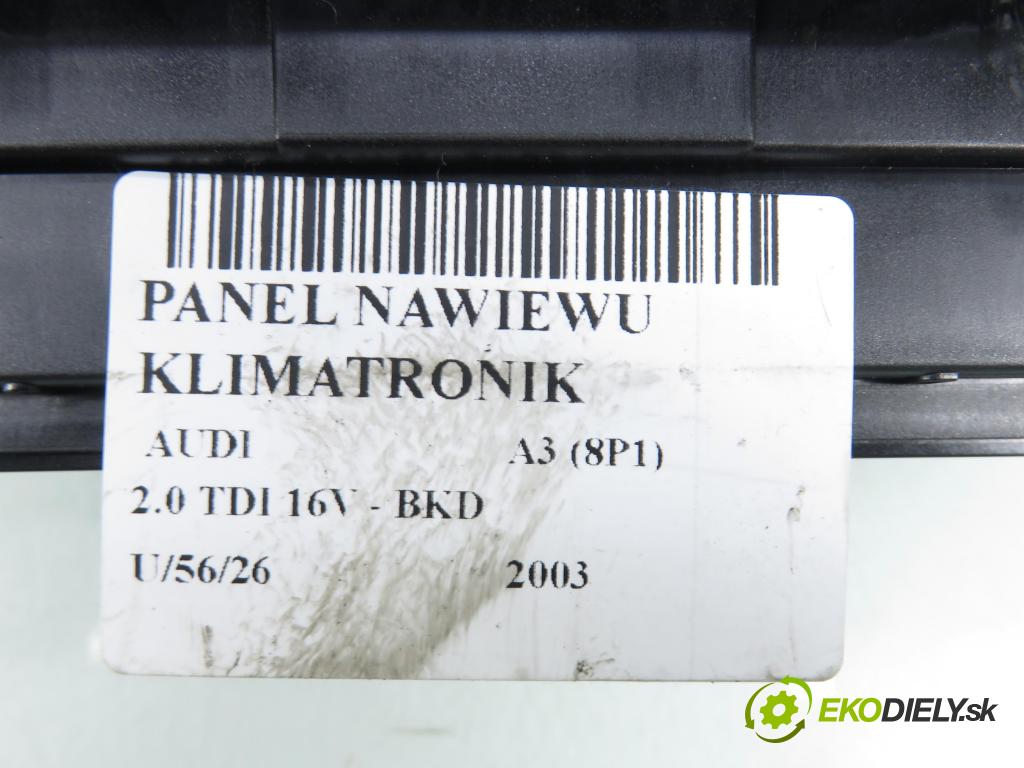 PANEL NAWIEWU
KLIMATRONIK
AUDI A3 (8P1)
2.0 TDI 16V - BKD
U/56/26 2003
EKODIELY.sk